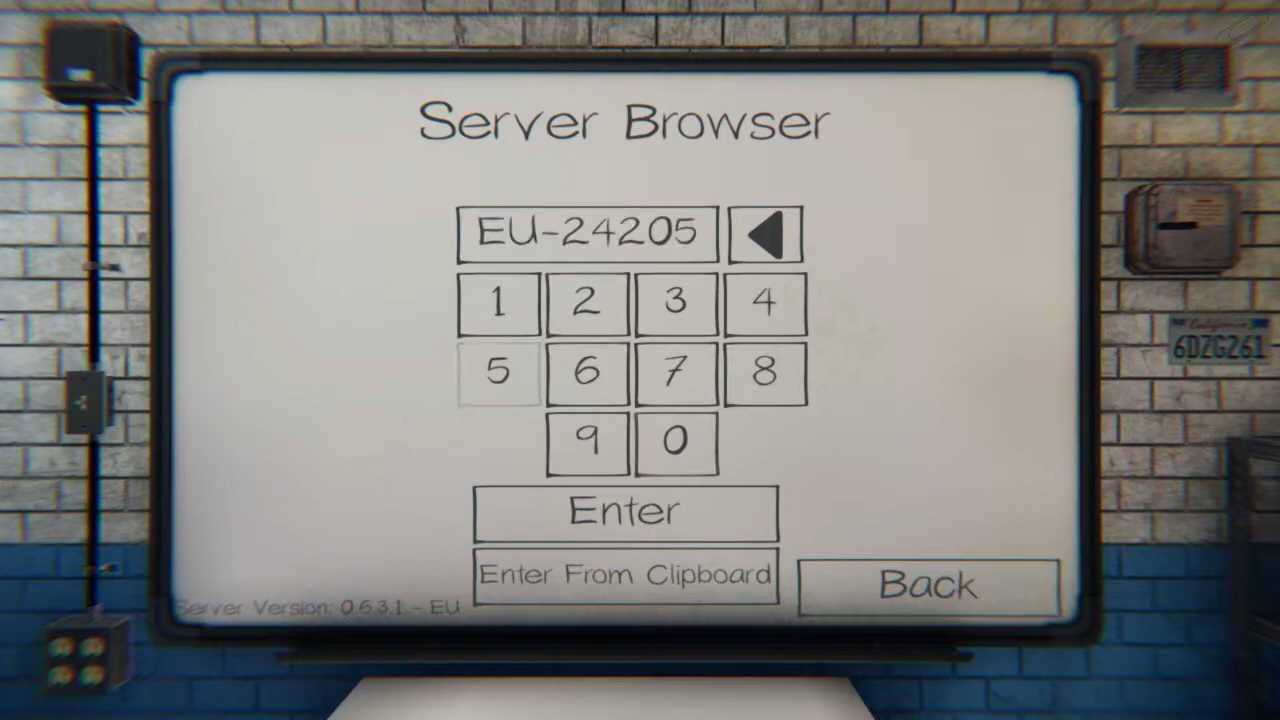 Server Browser
EU-24205
1 2 3 4
California
6DZG261
5 6 7 8
9 0
Enter
Enter From Clipboard
Back
Server Version: 0.6.3.1. - EU